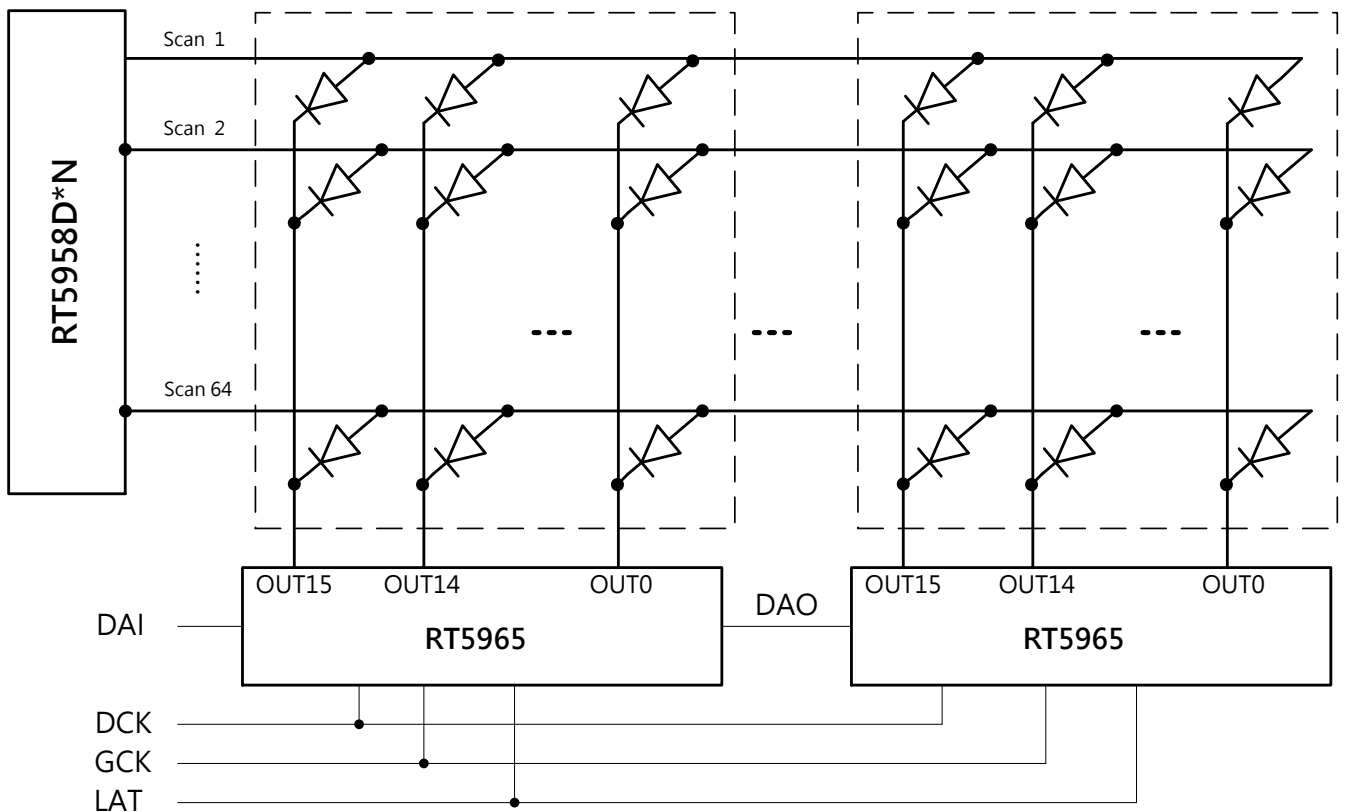 Scan 1
Scan 2
RT5958D*N
Scan 64
OUT15 OUT14 OUT0 OUT15 OUT14 OUT0
DAI RT5965 DAO RT5965
DCK
GCK
LAT